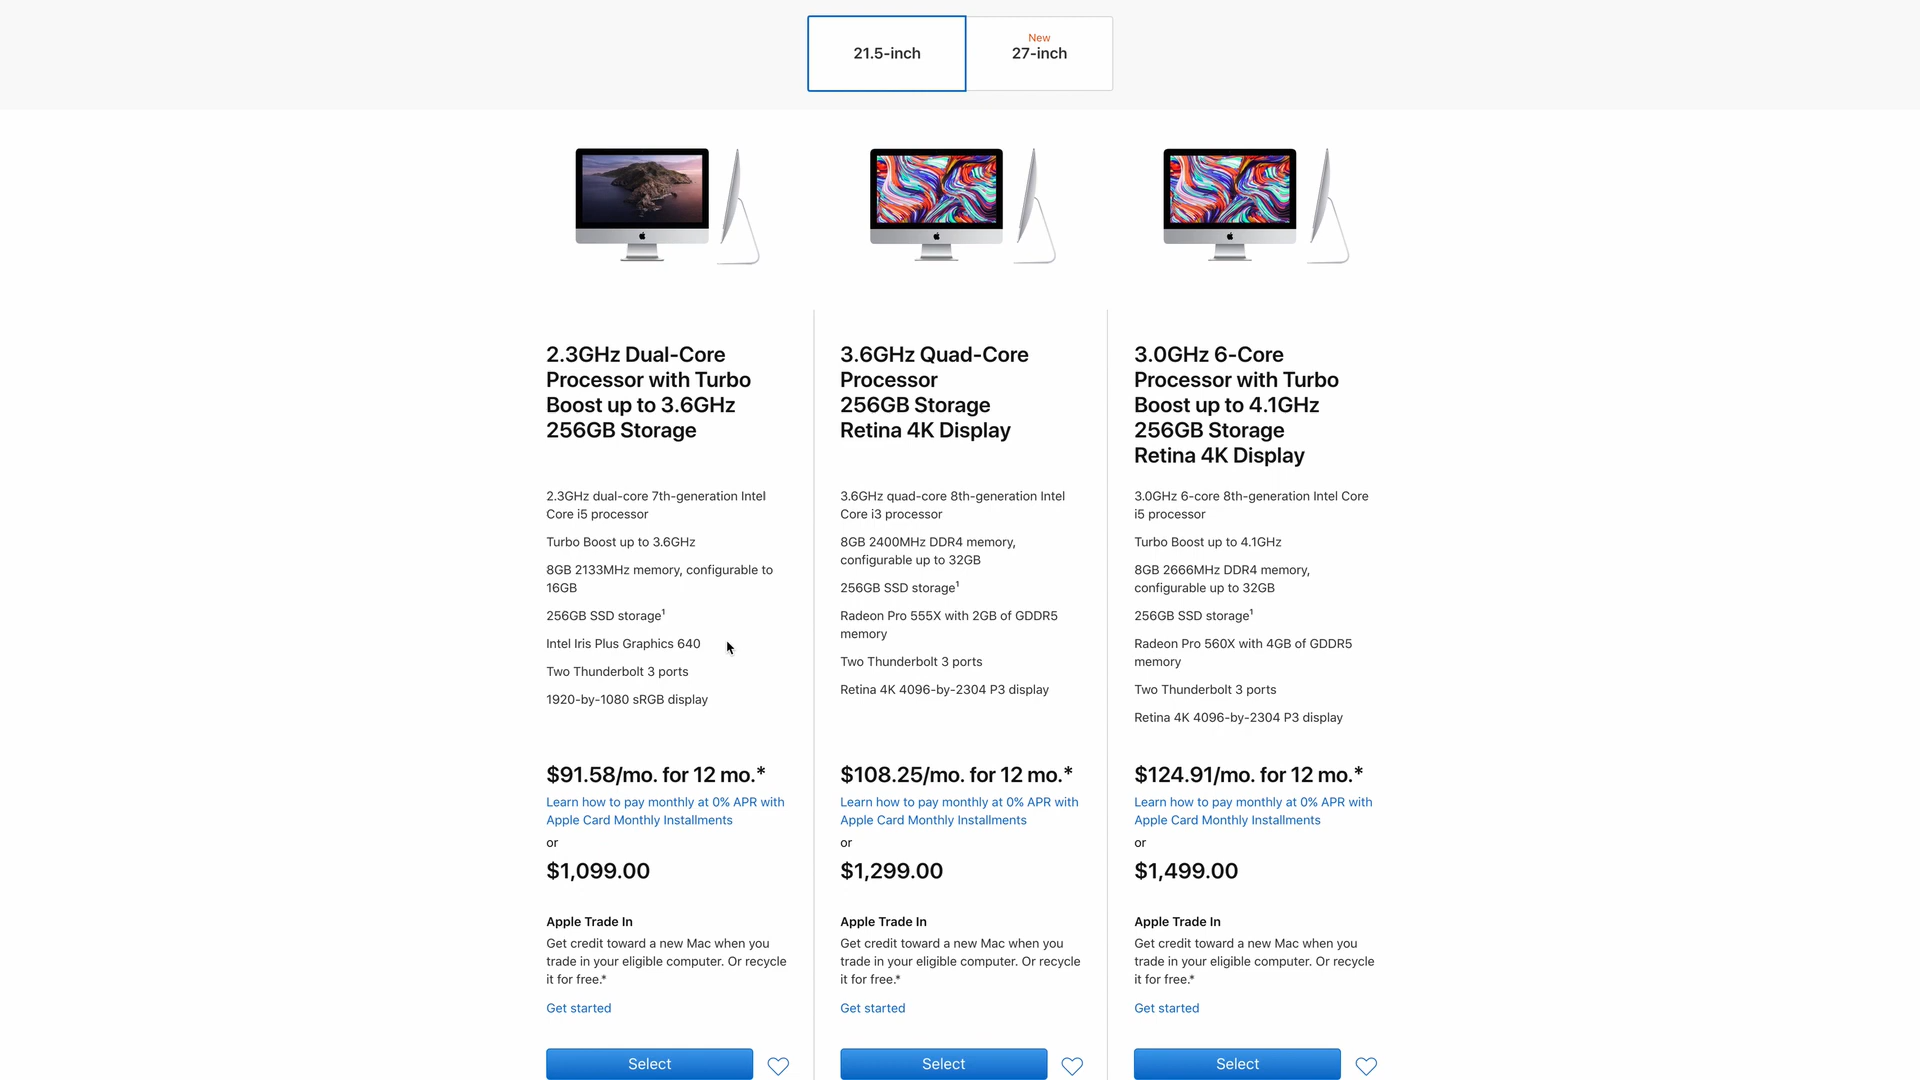 21.5-inch
New
27-inch
2.3GHz Dual-Core
Processor with Turbo
Boost up to 3.6GHz
256GB Storage
2.3GHz dual-core 7th-generation Intel
Core i5 processor
Turbo Boost up to 3.6GHz
8GB 2133MHz memory, configurable to
16GB
256GB SSD storage¹
Intel Iris Plus Graphics 640
Two Thunderbolt 3 ports
1920-by-1080 sRGB display
$91.58/mo. for 12 mo.*
Learn how to pay monthly at 0% APR with
Apple Card Monthly Installments
or
$1,099.00
Apple Trade In
Get credit toward a new Mac when you
trade in your eligible computer. Or recycle
it for free.*
Get started
Select
3.6GHz Quad-Core
Processor
256GB Storage
Retina 4K Display
3.6GHz quad-core 8th-generation Intel
Core i3 processor
8GB 2400MHz DDR4 memory,
configurable up to 32GB
256GB SSD storage¹
Radeon Pro 555X with 2GB of GDDR5
memory
Two Thunderbolt 3 ports
Retina 4K 4096-by-2304 P3 display
$108.25/mo. for 12 mo.*
Learn how to pay monthly at 0% APR with
Apple Card Monthly Installments
or
$1,299.00
Apple Trade In
Get credit toward a new Mac when you
trade in your eligible computer. Or recycle
it for free.*
Get started
Select
3.0GHz 6-Core
Processor with Turbo
Boost up to 4.1GHz
256GB Storage
Retina 4K Display
3.0GHz 6-core 8th-generation Intel Core
i5 processor
Turbo Boost up to 4.1GHz
8GB 2666MHz DDR4 memory,
configurable up to 32GB
256GB SSD storage¹
Radeon Pro 560X with 4GB of GDDR5
memory
Two Thunderbolt 3 ports
Retina 4K 4096-by-2304 P3 display
$124.91/mo. for 12 mo.*
Learn how to pay monthly at 0% APR with
Apple Card Monthly Installments
or
$1,499.00
Apple Trade In
Get credit toward a new Mac when you
trade in your eligible computer. Or recycle
it for free.*
Get started
Select